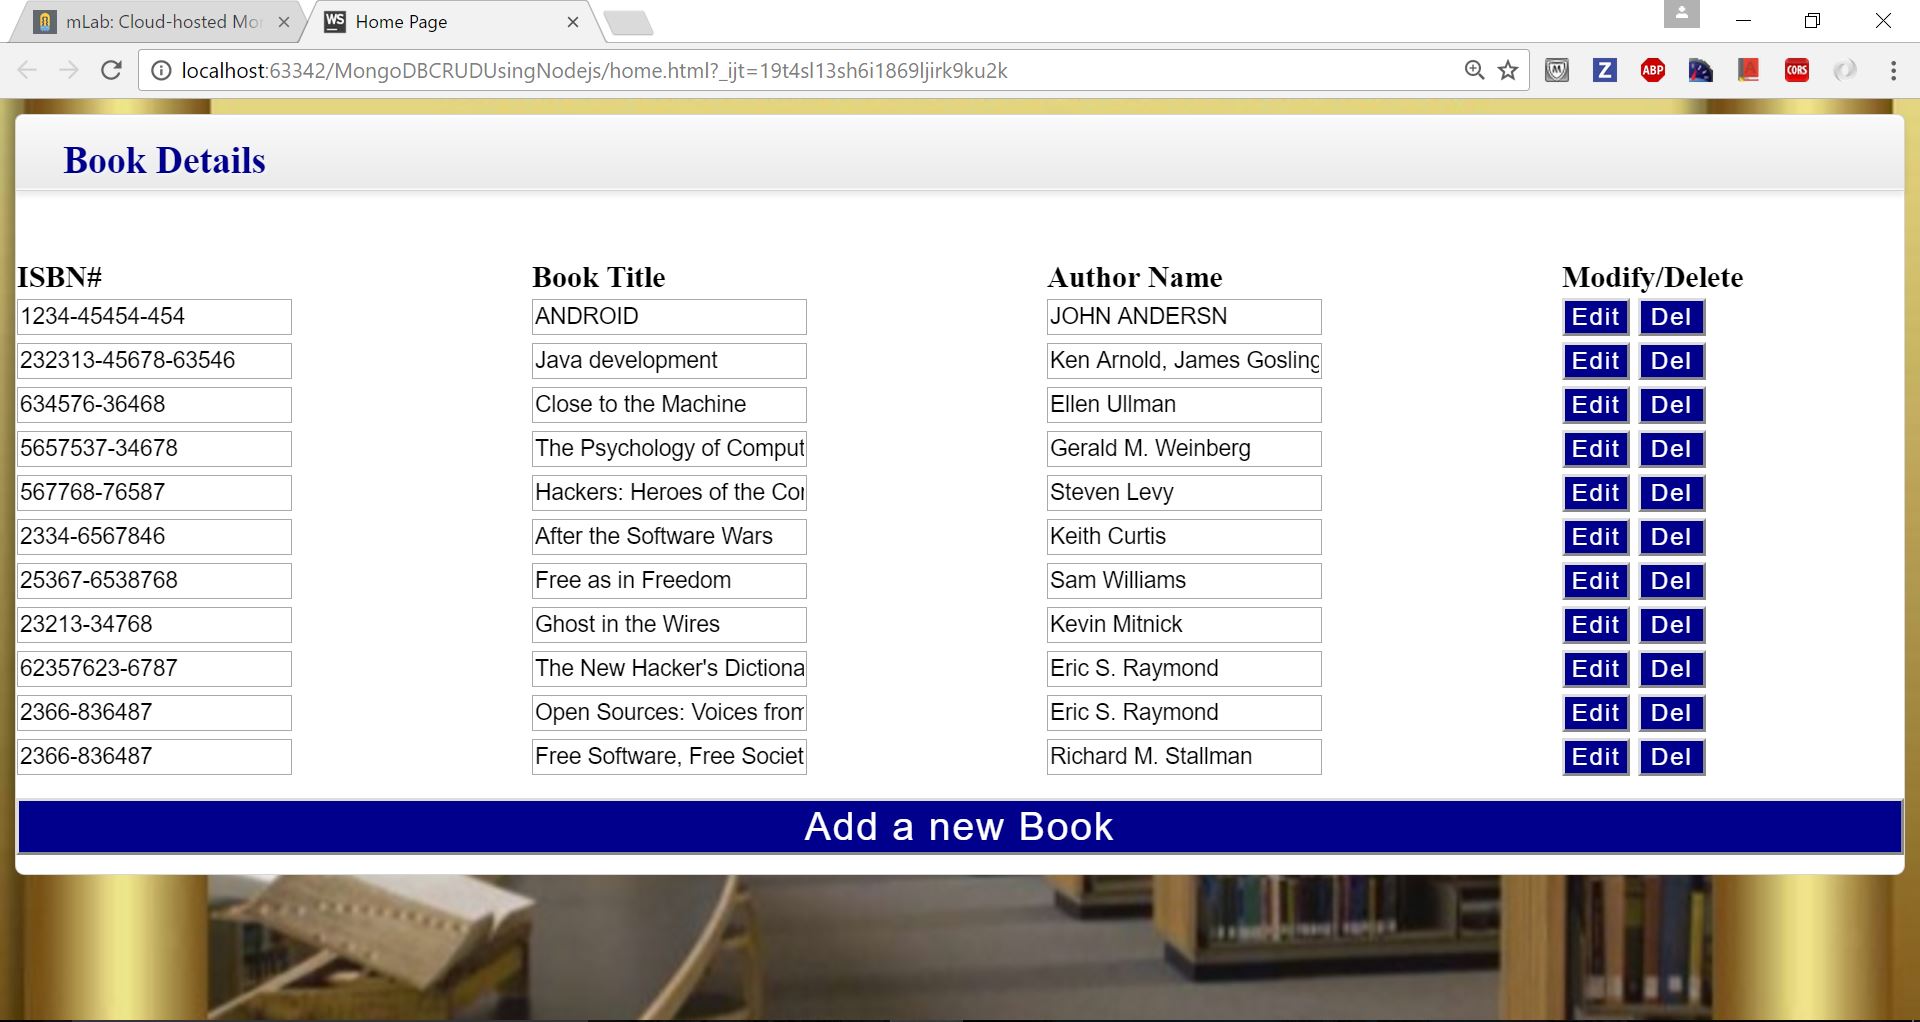 mLab: Cloud-hosted Mo
WS Home Page
localhost:63342/MongoDBCRUDUsingNodejs/home.html?_ijt=19t4sl13sh6i1869ljirk9ku2k
M Z ABP A CORS
Book Details
ISBN# Book Title Author Name Modify/Delete
1234-45454-454 ANDROID JOHN ANDERSN Edit Del
232313-45678-63546 Java development Ken Arnold, James Gosling Edit Del
634576-36468 Close to the Machine Ellen Ullman Edit Del
5657537-34678 The Psychology of Comput Gerald M. Weinberg Edit Del
567768-76587 Hackers: Heroes of the Cor Steven Levy Edit Del
2334-6567846 After the Software Wars Keith Curtis Edit Del
25367-6538768 Free as in Freedom Sam Williams Edit Del
23213-34768 Ghost in the Wires Kevin Mitnick Edit Del
62357623-6787 The New Hacker's Dictiona Eric S. Raymond Edit Del
2366-836487 Open Sources: Voices from Eric S. Raymond Edit Del
2366-836487 Free Software, Free Societ Richard M. Stallman Edit Del
Add a new Book